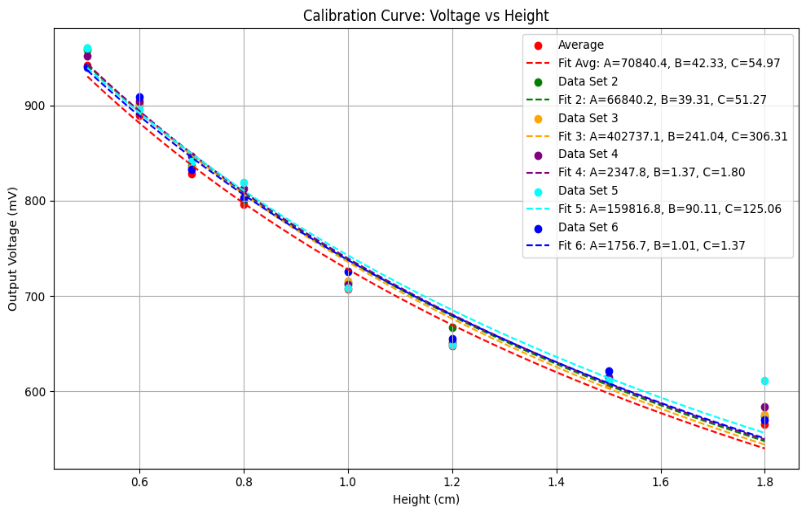 Calibration Curve: Voltage vs Height
Average
Fit Avg: A=70840.4, B=42.33, C=54.97
Data Set 2
Fit 2: A=66840.2, B=39.31, C=51.27
Data Set 3
Fit 3: A=402737.1, B=241.04, C=306.31
Data Set 4
Fit 4: A=2347.8, B=1.37, C=1.80
Data Set 5
Fit 5: A=159816.8, B=90.11, C=125.06
Data Set 6
Fit 6: A=1756.7, B=1.01, C=1.37
Output Voltage (mV)
900
800
700
600
0.6 0.8 1.0 1.2 1.4 1.6 1.8
Height (cm)